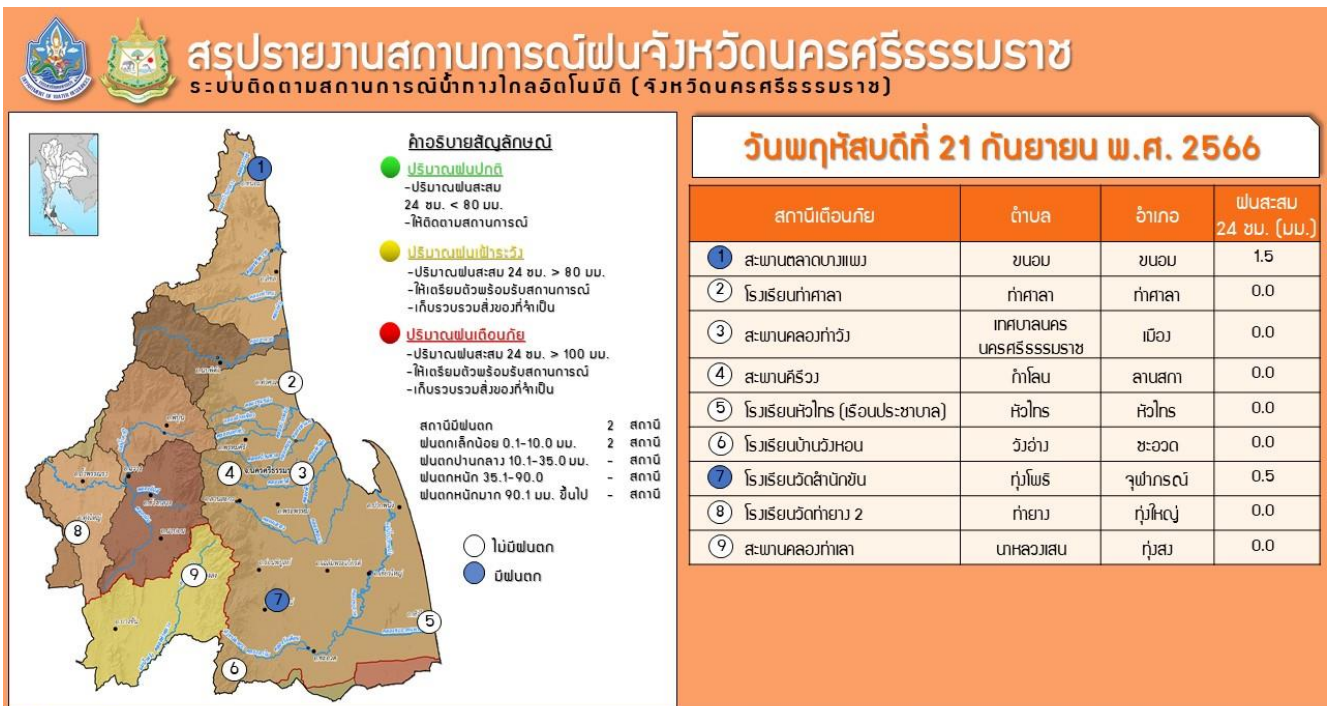 สรุปรายงานสถานการณ์ฝนจังหวัดนครศรีธรรมราช
ระบบติดตามสถานการณ์น้ำทางไกลอัตโนมัติ (จังหวัดนครศรีธรรมราช)
คำอธิบายสัญลักษณ์
ปริมาณฝนปกติ
-ปริมาณฝนสะสม
24 ชม. < 80 มม.
-ให้ติดตามสถานการณ์
ปริมาณฝนเฝ้าระวัง
-ปริมาณฝนสะสม 24 ชม. > 80 มม.
-ให้เตรียมตัวพร้อมรับสถานการณ์
-เก็บรวบรวมสิ่งของที่จำเป็น
ปริมาณฝนเตือนภัย
-ปริมาณฝนสะสม 24 ชม. > 100 มม.
-ให้เตรียมตัวพร้อมรับสถานการณ์
-เก็บรวบรวมสิ่งของที่จำเป็น
สถานีมีฝนตก 2 สถานี
ฝนตกเล็กน้อย 0.1-10.0 มม. 2 สถานี
ฝนตกปานกลาง 10.1-35.0 มม. - สถานี
ฝนตกหนัก 35.1-90.0 - สถานี
ฝนตกหนักมาก 90.1 มม. ขึ้นไป - สถานี
ไม่มีฝนตก
มีฝนตก
1
2
4
3
8
9
7
5
6
วันพฤหัสบดีที่ 21 กันยายน พ.ศ. 2566
สถานีเตือนภัย ตำบล อำเภอ ฝนสะสม
24 ชม. (มม.)
1 สะพานตลาดบางแพง ขนอม ขนอม 1.5
2 โรงเรียนท่าศาลา ท่าศาลา ท่าศาลา 0.0
3 สะพานคลองท่าวัง เทศบาลนคร
นครศรีธรรมราช เมือง 0.0
4 สะพานคีรีวง กำโลน ลานสกา 0.0
5 โรงเรียนหัวไทร (เรือนประชาบาล) หัวไทร หัวไทร 0.0
6 โรงเรียนบ้านวังหอน วังอ่าง ชะอวด 0.0
7 โรงเรียนวัดสำนักขัน ทุ่งโพธิ จุฬาภรณ์ 0.5
8 โรงเรียนวัดท่ายาง 2 ท่ายาง ทุ่งใหญ่ 0.0
9 สะพานคลองท่าเลา นาหลวงเสน ทุ่งสง 0.0